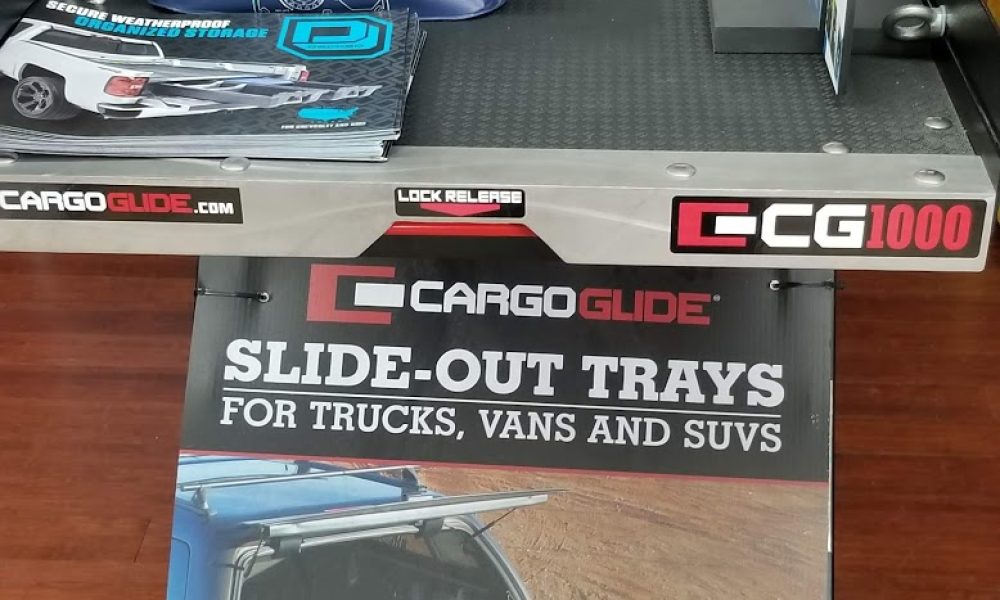 SECURE WEATHERPROOF
ORGANIZED STORAGE
CARGOGLIDE.COM
LOCK RELEASE
CG1000
CARGOGLIDE®
SLIDE-OUT TRAYS
FOR TRUCKS, VANS AND SUVS